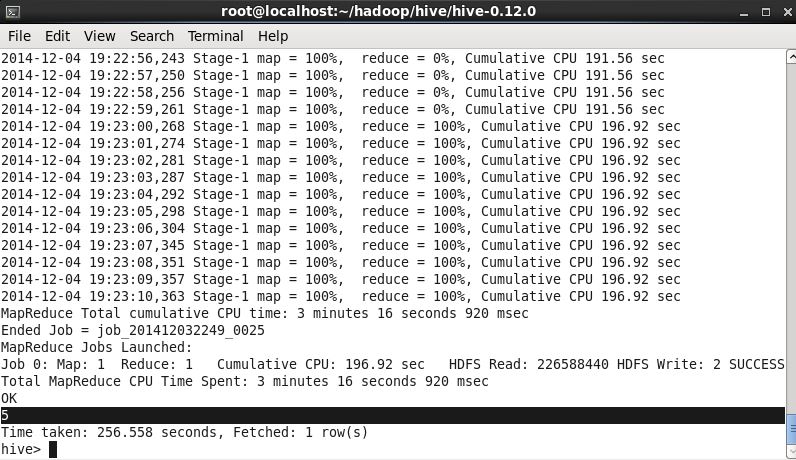 root@localhost:~/hadoop/hive/hive-0.12.0
File Edit View Search Terminal Help
2014-12-04 19:22:56,243 Stage-1 map = 100%,  reduce = 0%, Cumulative CPU 191.56 sec
2014-12-04 19:22:57,250 Stage-1 map = 100%,  reduce = 0%, Cumulative CPU 191.56 sec
2014-12-04 19:22:58,256 Stage-1 map = 100%,  reduce = 0%, Cumulative CPU 191.56 sec
2014-12-04 19:22:59,261 Stage-1 map = 100%,  reduce = 0%, Cumulative CPU 191.56 sec
2014-12-04 19:23:00,268 Stage-1 map = 100%,  reduce = 100%, Cumulative CPU 196.92 sec
2014-12-04 19:23:01,274 Stage-1 map = 100%,  reduce = 100%, Cumulative CPU 196.92 sec
2014-12-04 19:23:02,281 Stage-1 map = 100%,  reduce = 100%, Cumulative CPU 196.92 sec
2014-12-04 19:23:03,287 Stage-1 map = 100%,  reduce = 100%, Cumulative CPU 196.92 sec
2014-12-04 19:23:04,292 Stage-1 map = 100%,  reduce = 100%, Cumulative CPU 196.92 sec
2014-12-04 19:23:05,298 Stage-1 map = 100%,  reduce = 100%, Cumulative CPU 196.92 sec
2014-12-04 19:23:06,304 Stage-1 map = 100%,  reduce = 100%, Cumulative CPU 196.92 sec
2014-12-04 19:23:07,345 Stage-1 map = 100%,  reduce = 100%, Cumulative CPU 196.92 sec
2014-12-04 19:23:08,351 Stage-1 map = 100%,  reduce = 100%, Cumulative CPU 196.92 sec
2014-12-04 19:23:09,357 Stage-1 map = 100%,  reduce = 100%, Cumulative CPU 196.92 sec
2014-12-04 19:23:10,363 Stage-1 map = 100%,  reduce = 100%, Cumulative CPU 196.92 sec
MapReduce Total cumulative CPU time: 3 minutes 16 seconds 920 msec
Ended Job = job_201412032249_0025
MapReduce Jobs Launched:
Job 0: Map: 1  Reduce: 1   Cumulative CPU: 196.92 sec   HDFS Read: 226588440 HDFS Write: 2 SUCCESS
Total MapReduce CPU Time Spent: 3 minutes 16 seconds 920 msec
OK
5
Time taken: 256.558 seconds, Fetched: 1 row(s)
hive>